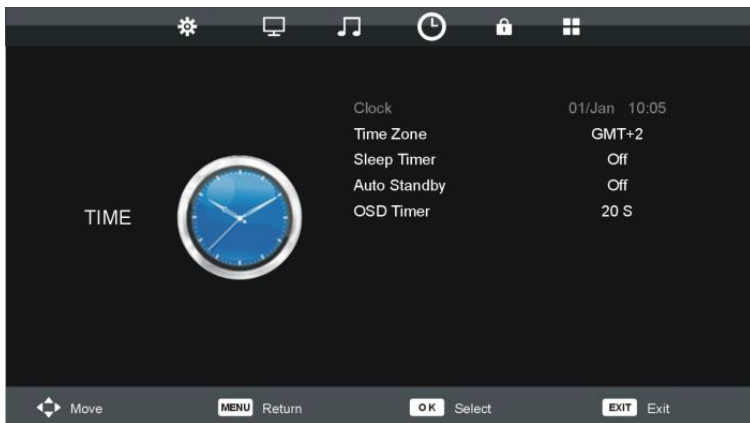 Clock 01/Jan 10:05
Time Zone GMT+2
Sleep Timer Off
Auto Standby Off
TIME
OSD Timer 20 S
Move MENU Return OK Select EXIT Exit